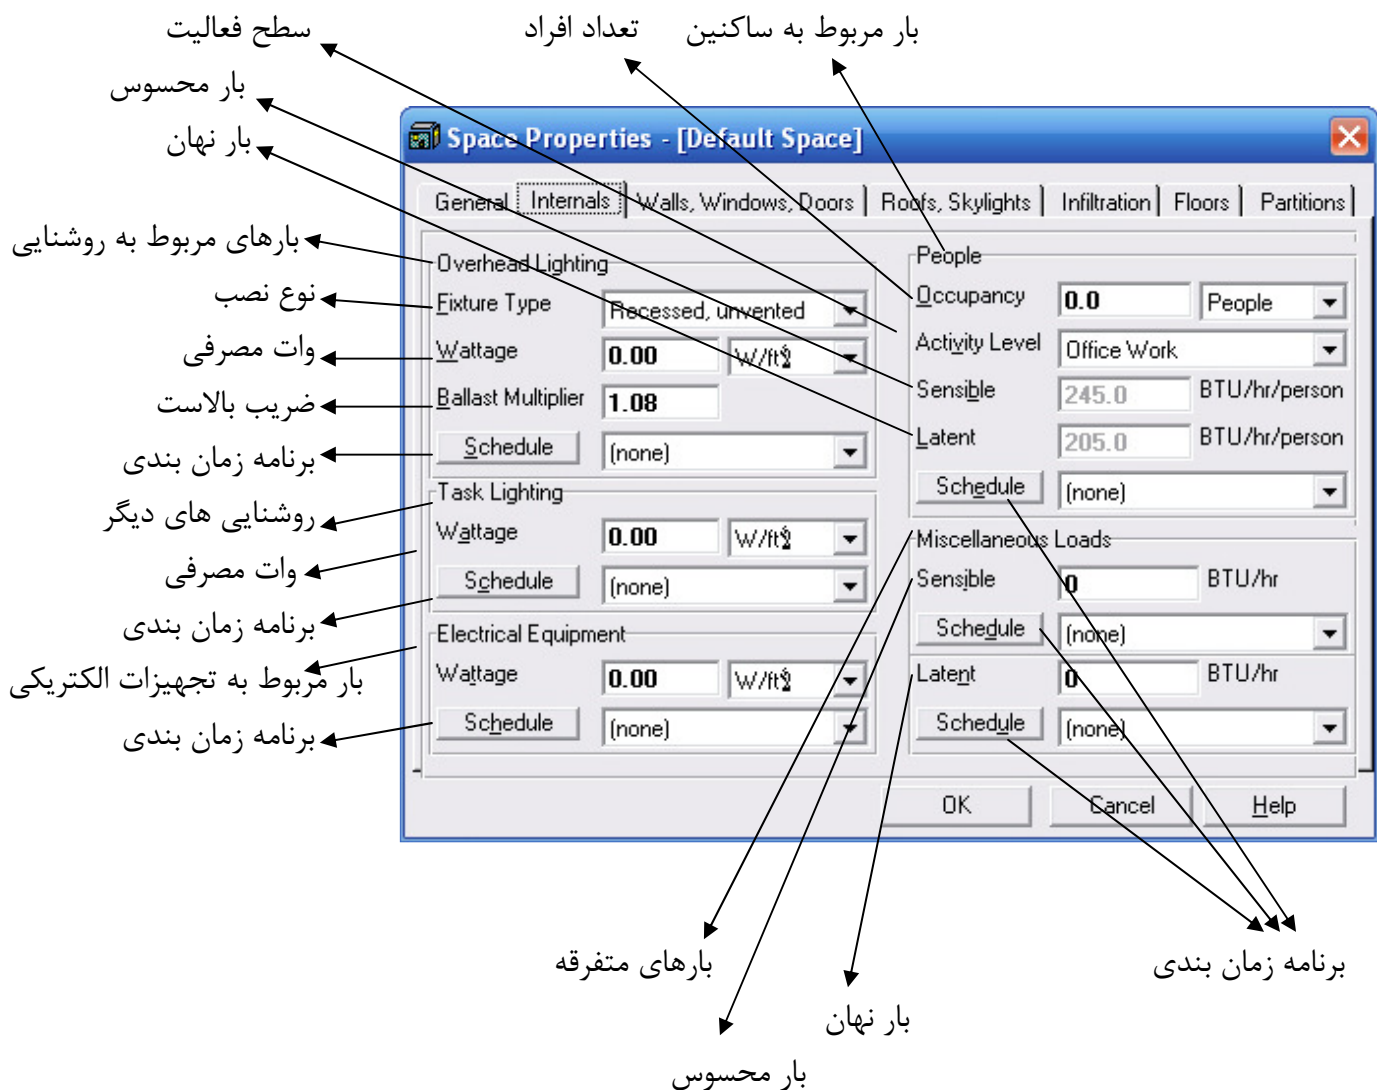 سطح فعالیت
تعداد افراد
بار مربوط به ساکنین
بار محسوس
بار نهان
Space Properties - [Default Space]
General
Internals
Walls, Windows, Doors
Roofs, Skylights
Infiltration
Floors
Partitions
بارهای مربوط به روشنایی
Overhead Lighting
نوع نصب
Fixture Type
Recessed, unvented
وات مصرفی
Wattage
0.00
W/ft²
ضریب بالاست
Ballast Multiplier
1.08
برنامه زمان بندی
Schedule
(none)
روشنایی های دیگر
Task Lighting
وات مصرفی
Wattage
0.00
W/ft²
برنامه زمان بندی
Schedule
(none)
بار مربوط به تجهیزات الکتریکی
Electrical Equipment
Wattage
0.00
W/ft²
برنامه زمان بندی
Schedule
(none)
People
Occupancy
0.0
People
Activity Level
Office Work
Sensible
245.0
BTU/hr/person
Latent
205.0
BTU/hr/person
Schedule
(none)
Miscellaneous Loads
Sensible
0
BTU/hr
Schedule
(none)
Latent
0
BTU/hr
Schedule
(none)
OK
Cancel
Help
بارهای متفرقه
برنامه زمان بندی
بار نهان
بار محسوس